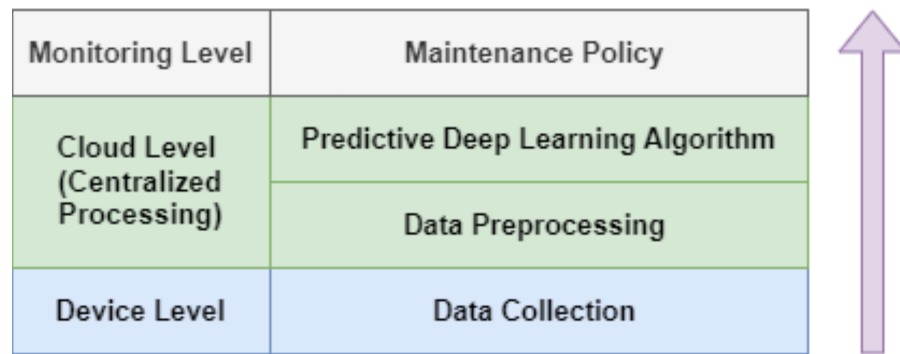 Monitoring Level
Maintenance Policy
Cloud Level
(Centralized
Processing)
Predictive Deep Learning Algorithm
Data Preprocessing
Device Level
Data Collection